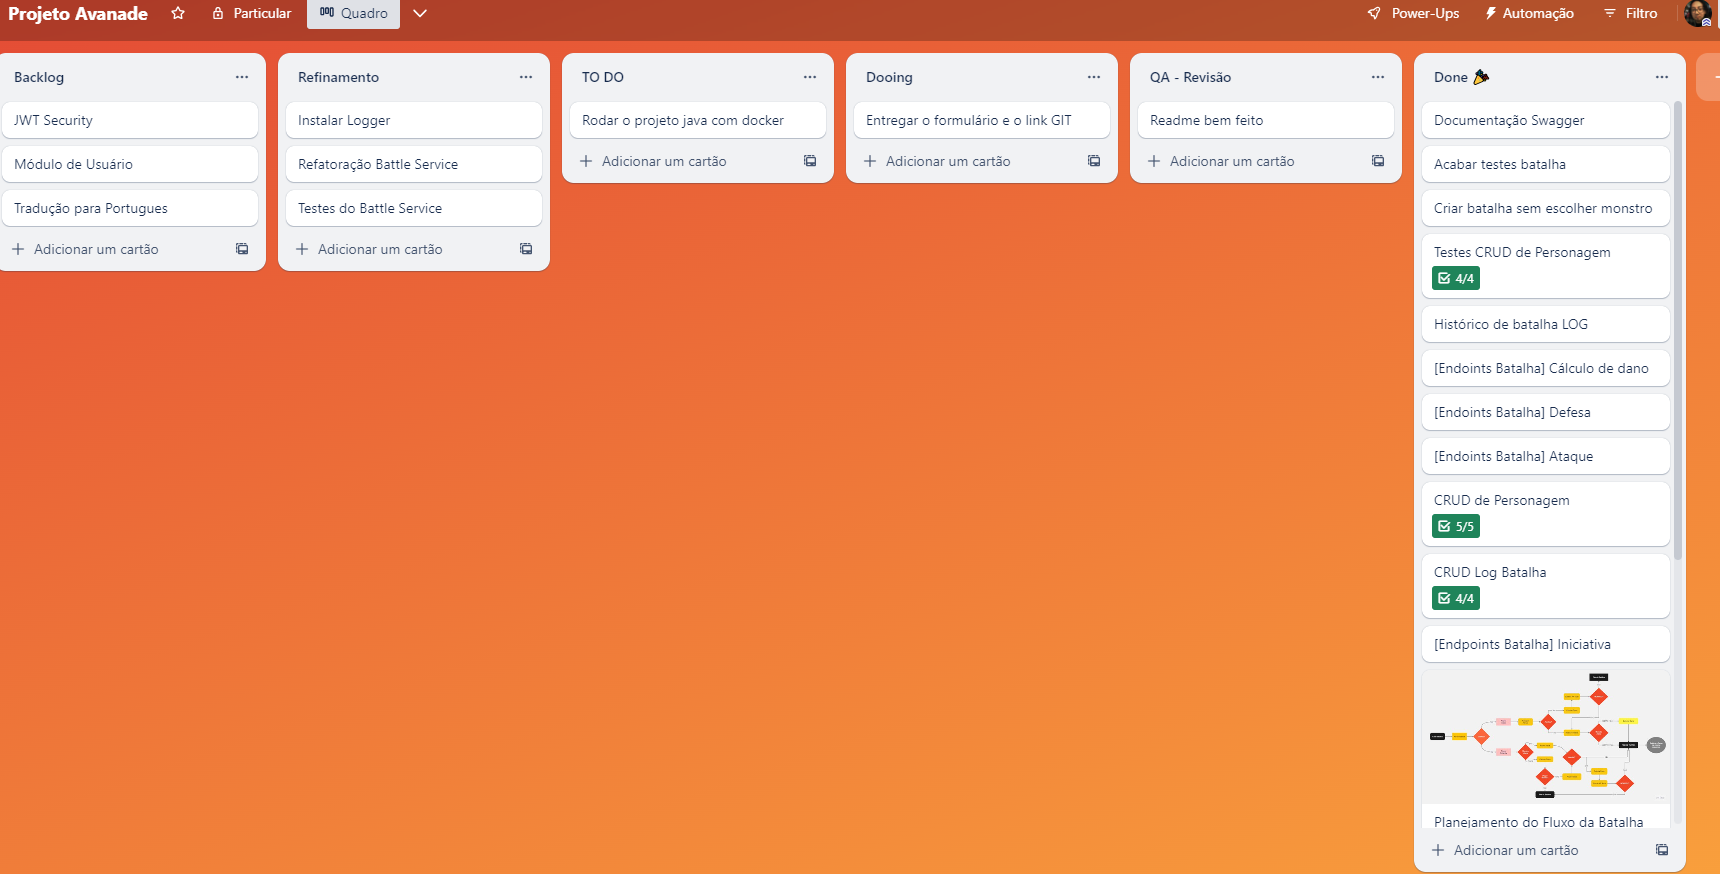 Projeto Avanade
Particular
Quadro
Power-Ups
Automação
Filtro
Backlog
JWT Security
Módulo de Usuário
Tradução para Portugues
Adicionar um cartão
Refinamento
Instalar Logger
Refatoração Battle Service
Testes do Battle Service
Adicionar um cartão
TO DO
Rodar o projeto java com docker
Adicionar um cartão
Dooing
Entregar o formulário e o link GIT
Adicionar um cartão
QA - Revisão
Readme bem feito
Adicionar um cartão
Done 🎉
Documentação Swagger
Acabar testes batalha
Criar batalha sem escolher monstro
Testes CRUD de Personagem
4/4
Histórico de batalha LOG
[Endoints Batalha] Cálculo de dano
[Endoints Batalha] Defesa
[Endoints Batalha] Ataque
CRUD de Personagem
5/5
CRUD Log Batalha
4/4
[Endpoints Batalha] Iniciativa
Planejamento do Fluxo da Batalha
Adicionar um cartão